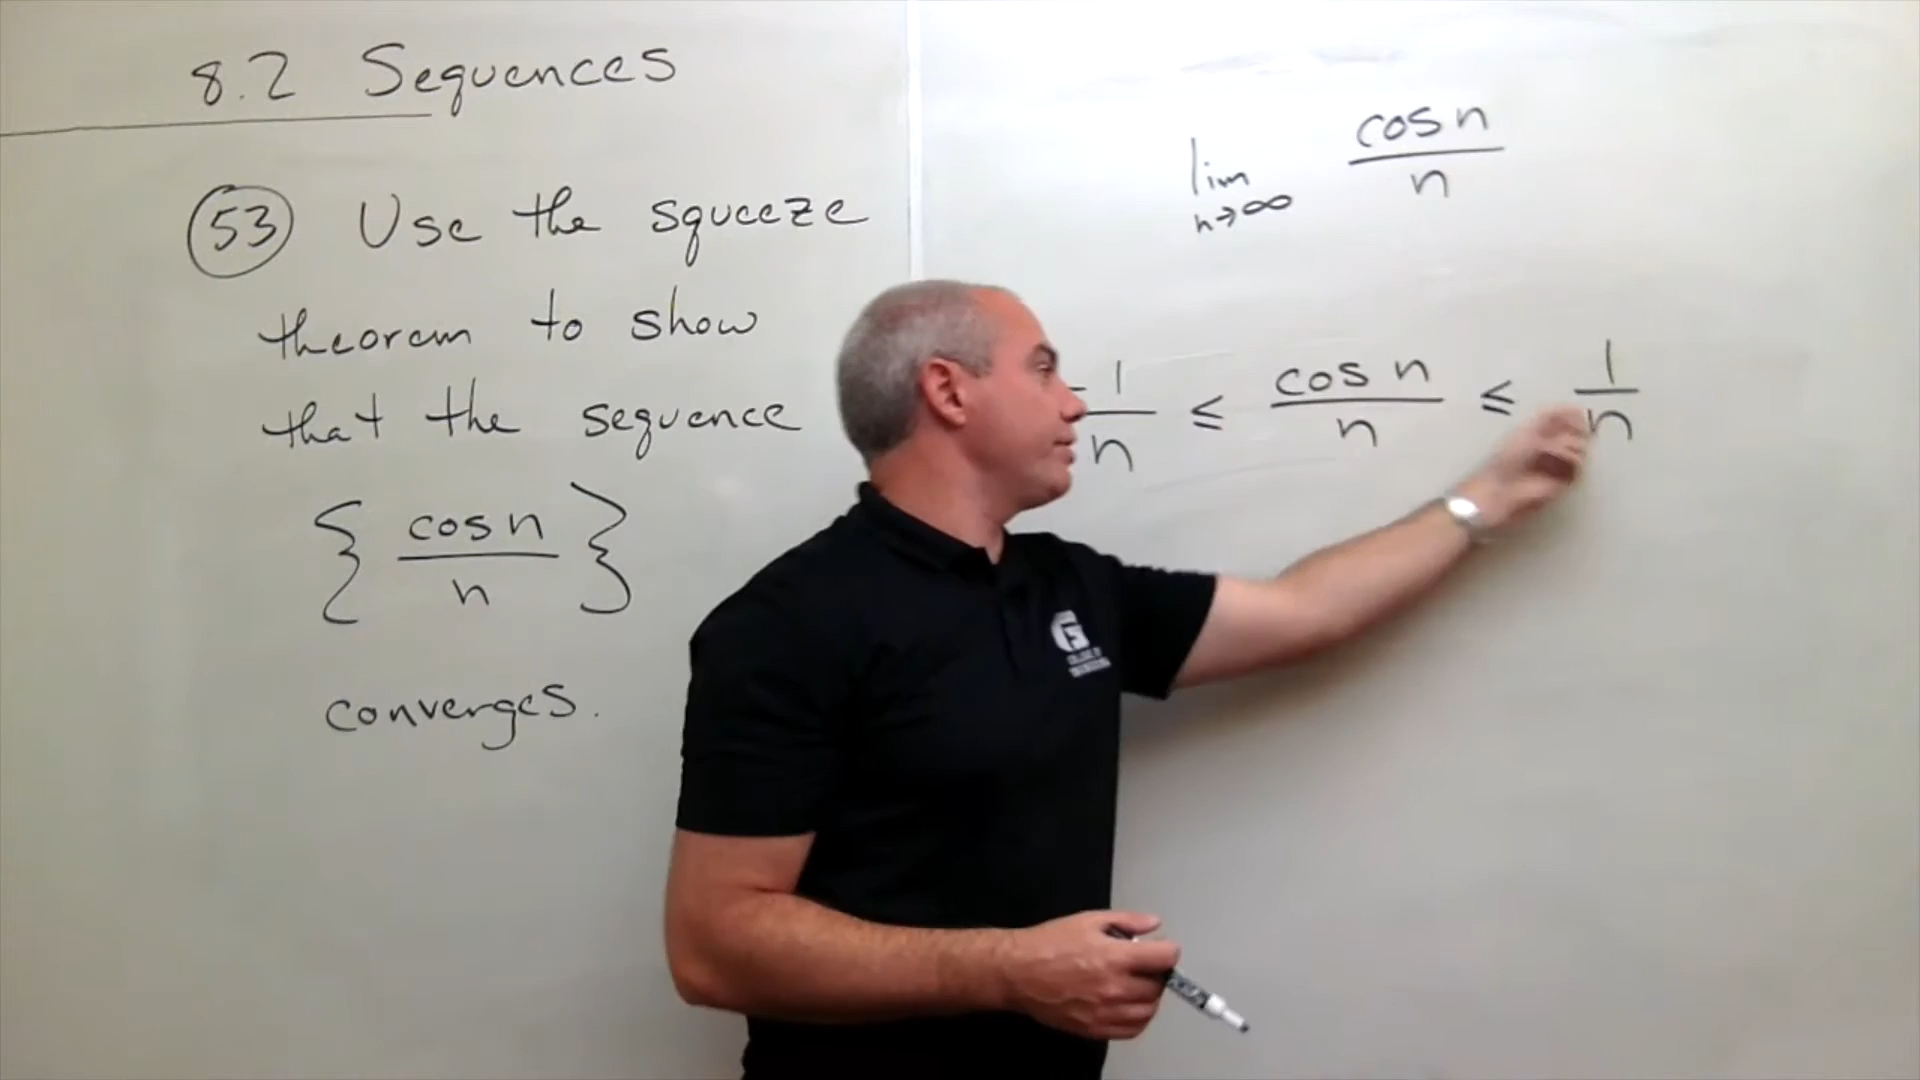 8.2 Sequences
53 Use the squeeze
theorem to show
that the sequence
{ cos n / n }
converges.
lim n→∞ cos n / n
-1/n ≤ cos n / n ≤ 1/n